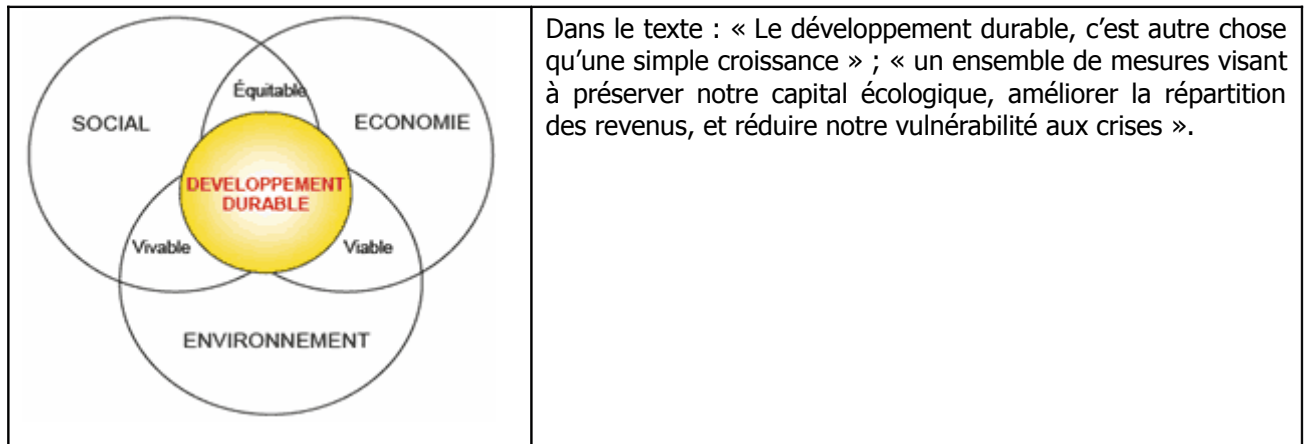 Équitable
SOCIAL
ECONOMIE
DEVELOPPEMENT
DURABLE
Vivable
Viable
ENVIRONNEMENT
Dans le texte : « Le développement durable, c’est autre chose
qu’une simple croissance » ; « un ensemble de mesures visant
à préserver notre capital écologique, améliorer la répartition
des revenus, et réduire notre vulnérabilité aux crises ».